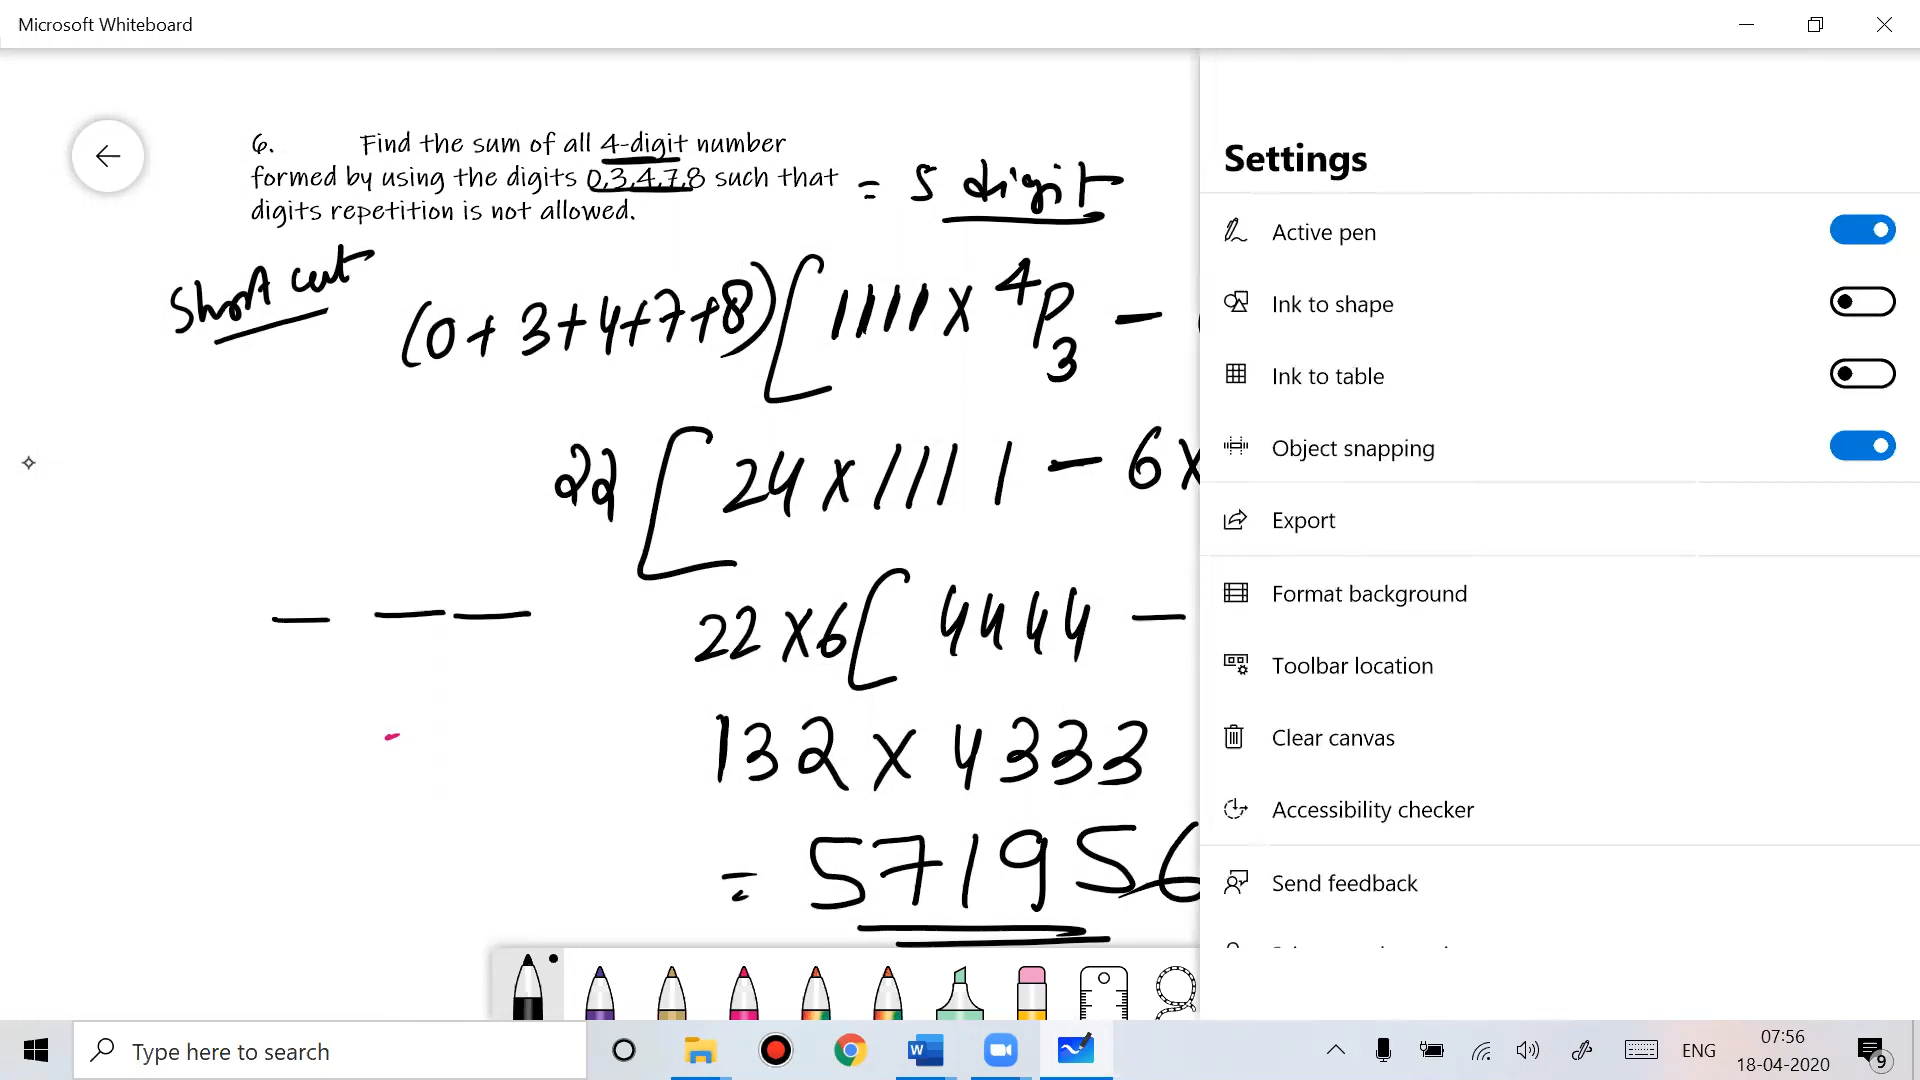 Microsoft Whiteboard
6. Find the sum of all 4-digit number
formed by using the digits 0,3,4,7,8 such that
digits repetition is not allowed.
= 5 digit
Short cut
(0+3+4+7+8) [ 1111 x ⁴P₃ -
22 [ 24 x 1111 - 6 x
22 x 6 [ 4444 -
132 x 4333
= 571956
Settings
Active pen
Ink to shape
Ink to table
Object snapping
Export
Format background
Toolbar location
Clear canvas
Accessibility checker
Send feedback
Type here to search
ENG
07:56
18-04-2020
9